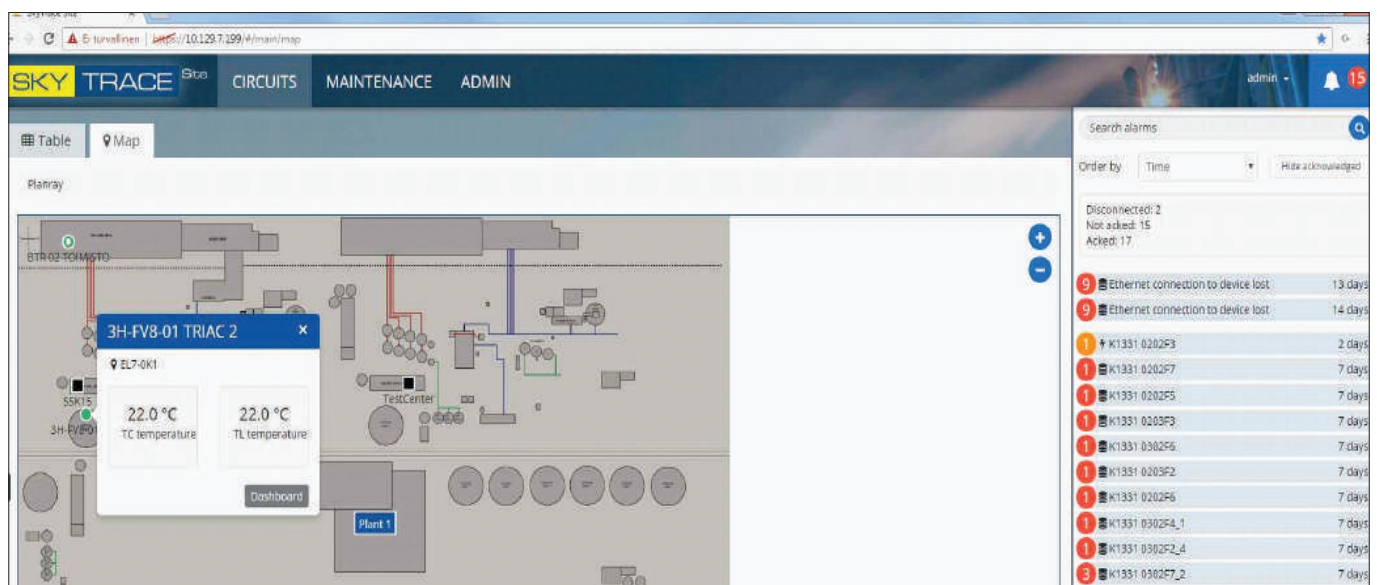 SkyTrace Site
Ei turvallinen | https://10.129.7.199/#/main/map
SKY TRACE Site
CIRCUITS
MAINTENANCE
ADMIN
admin
15
Table
Map
Planray
BTR 02 TOIMISTO
SSK15
3H-FV8-01
TestCenter
Plant 1
3H-FV8-01 TRIAC 2
×
EL7-0K1
22.0 °C
TC temperature
22.0 °C
TL temperature
Dashboard
+
−
Search alarms
Order by
Time
Hide acknowledged
Disconnected: 2
Not acked: 15
Acked: 17
9 Ethernet connection to device lost 13 days
9 Ethernet connection to device lost 14 days
1 K1331 0202F3 2 days
1 K1331 0202F7 7 days
1 K1331 0202F5 7 days
1 K1331 0203F3 7 days
1 K1331 0302F6 7 days
1 K1331 0203F2 7 days
1 K1331 0202F6 7 days
1 K1331 0302F4_1 7 days
1 K1331 0302F2_4 7 days
3 K1331 0302F7_2 7 days